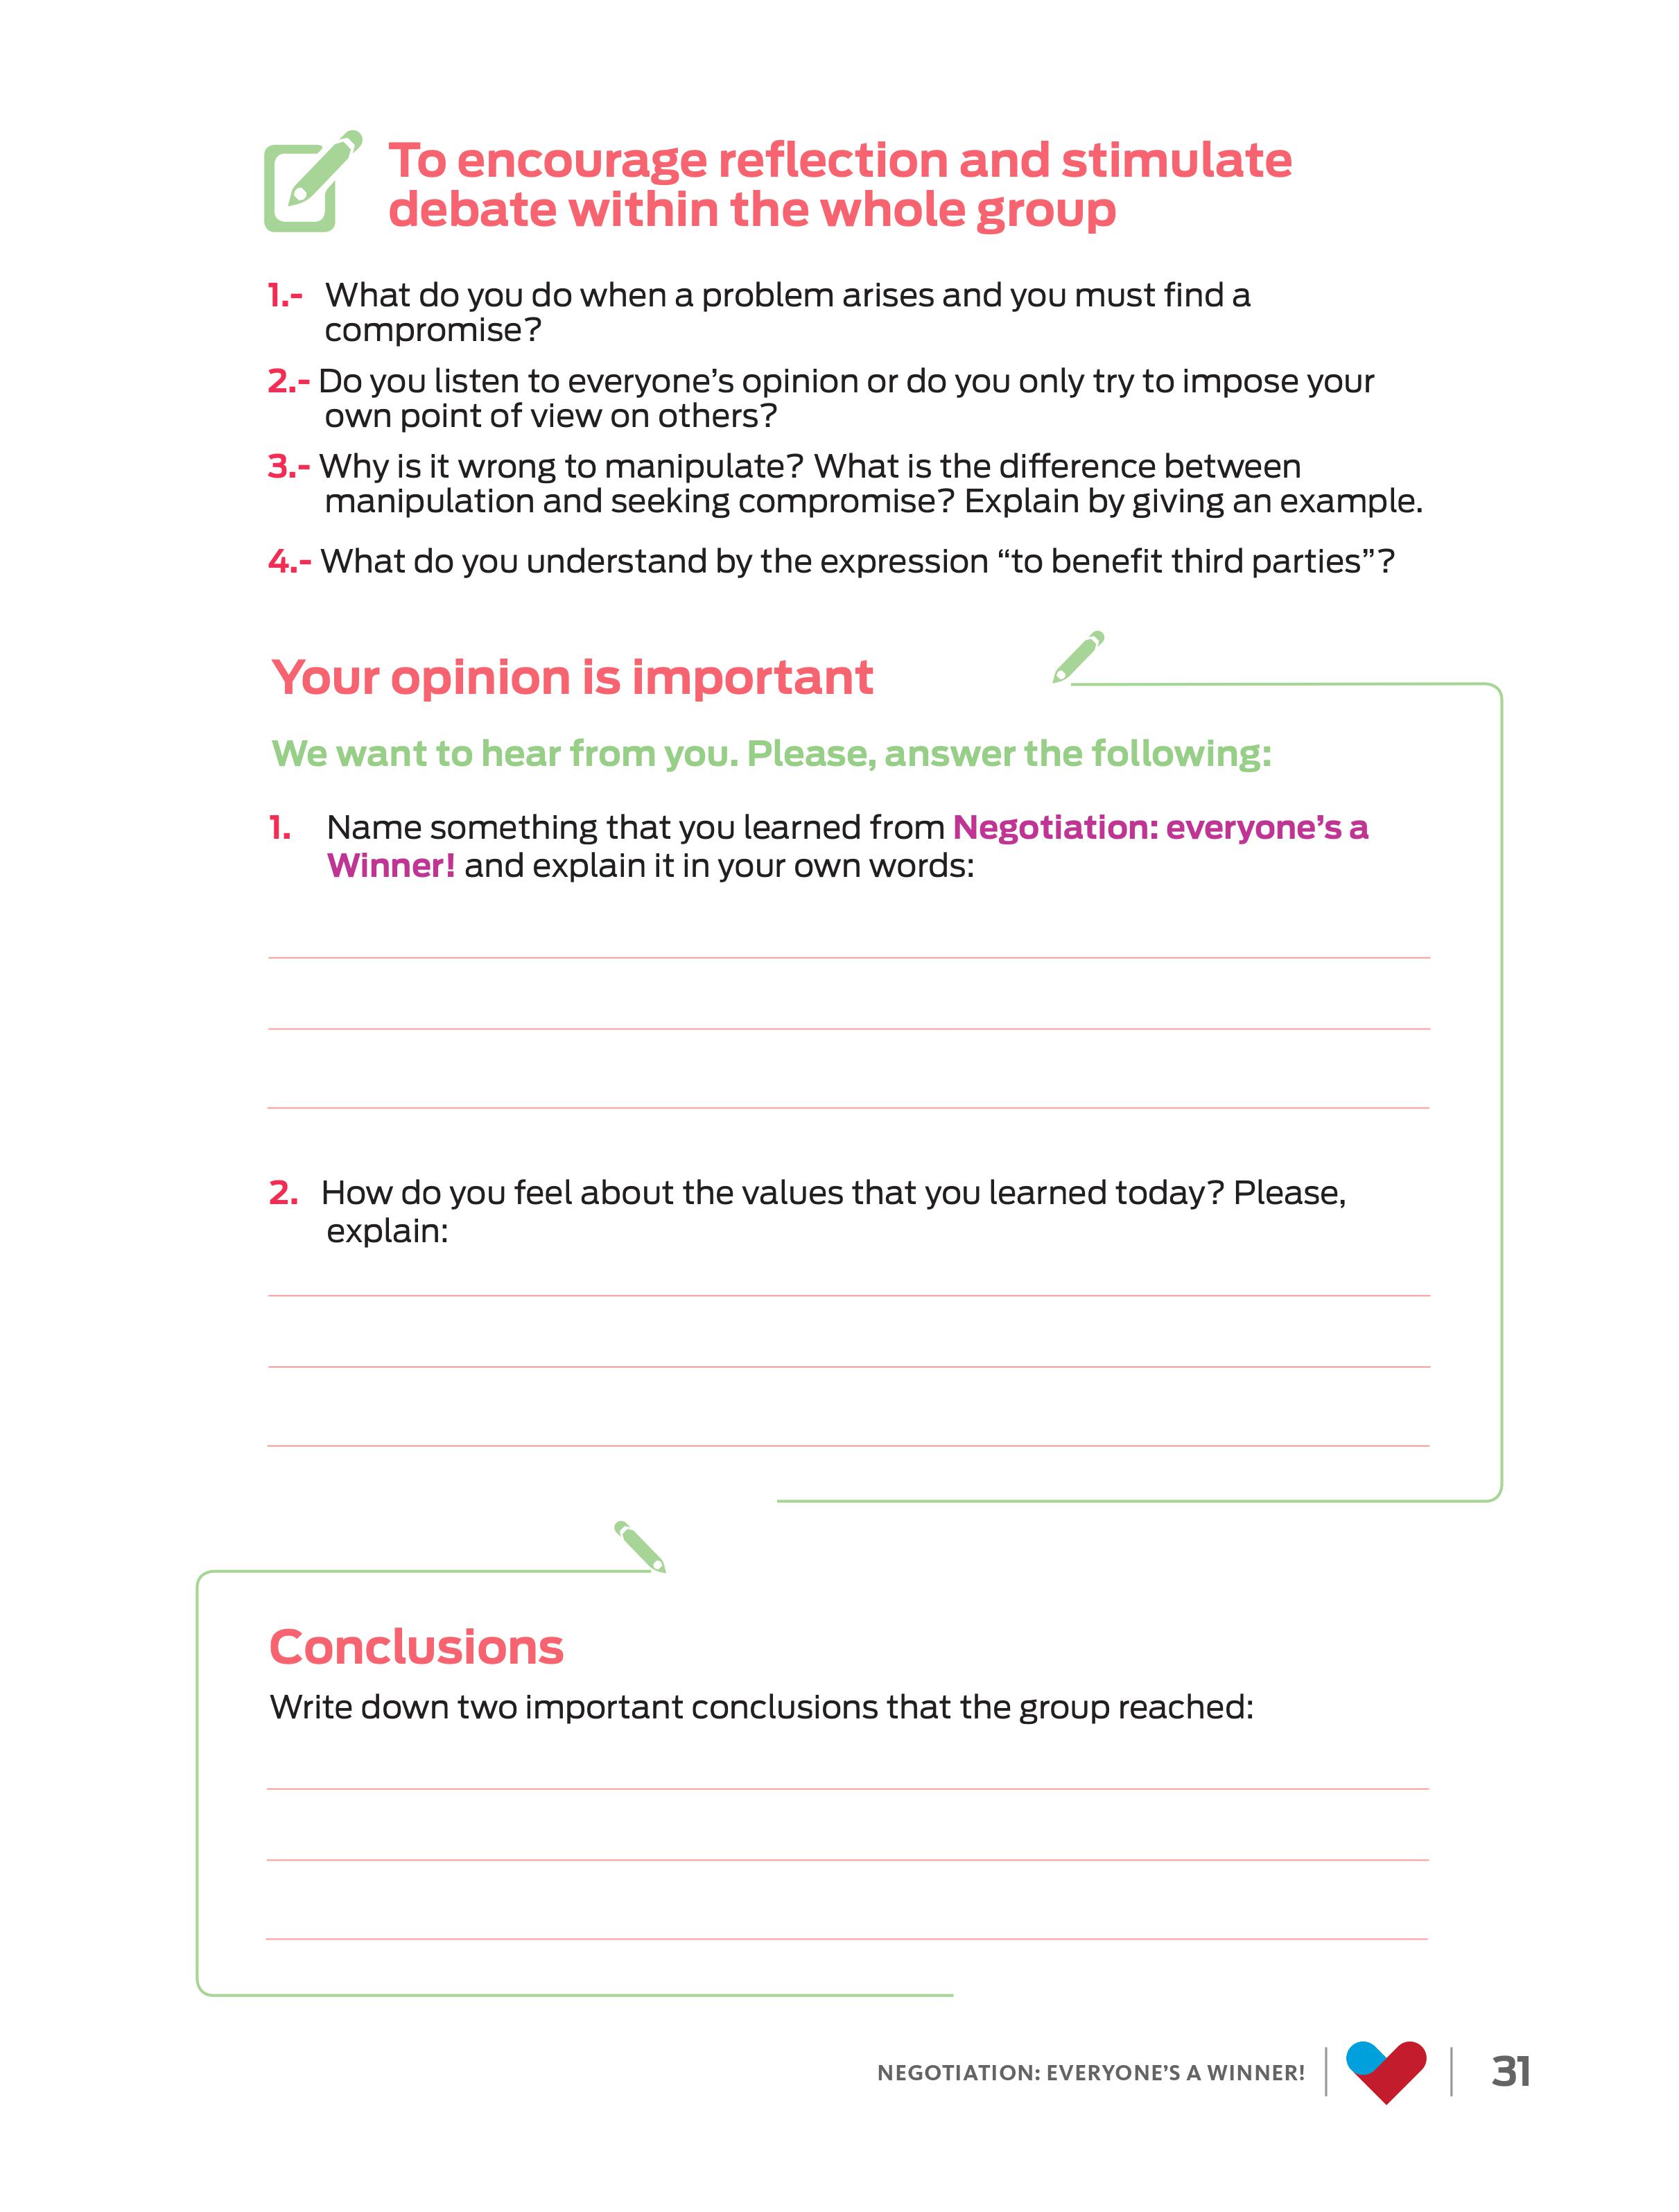 To encourage reflection and stimulate
debate within the whole group
1.- What do you do when a problem arises and you must find a
compromise?
2.- Do you listen to everyone’s opinion or do you only try to impose your
own point of view on others?
3.- Why is it wrong to manipulate? What is the difference between
manipulation and seeking compromise? Explain by giving an example.
4.- What do you understand by the expression “to benefit third parties”?
Your opinion is important
We want to hear from you. Please, answer the following:
1. Name something that you learned from Negotiation: everyone’s a
Winner! and explain it in your own words:
2. How do you feel about the values that you learned today? Please,
explain:
Conclusions
Write down two important conclusions that the group reached:
NEGOTIATION: EVERYONE’S A WINNER! 31